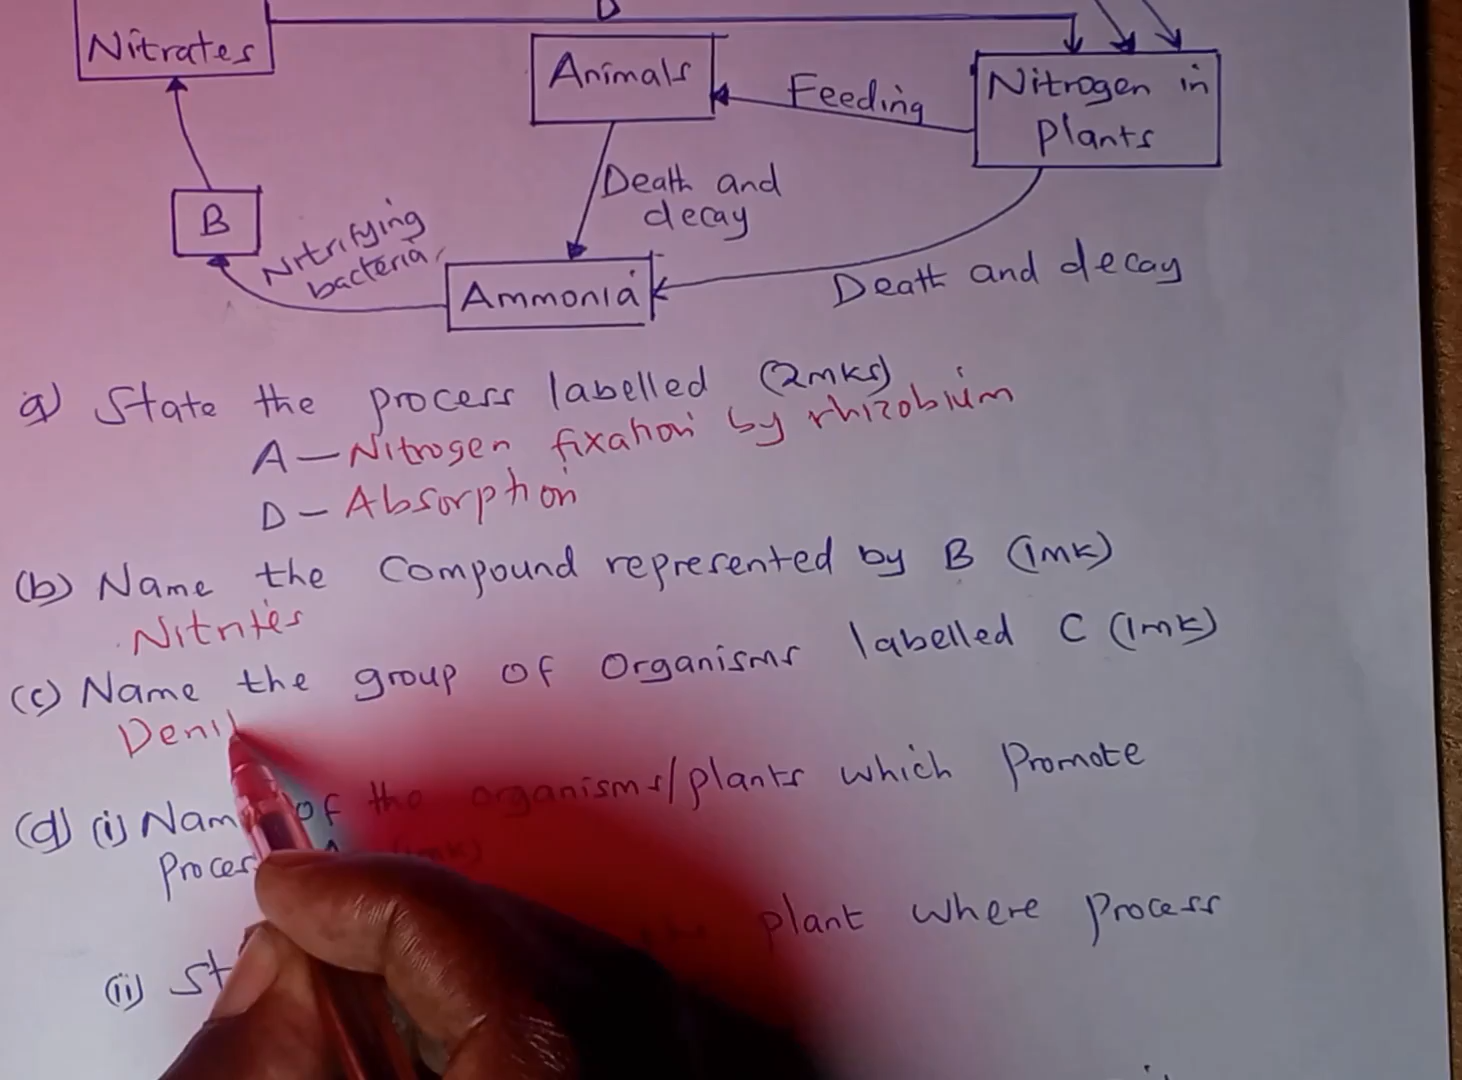 D
Nitrates
Animals
Feeding
Nitrogen in
plants
Death and
decay
B
Nitrifying
bacteria
Ammonia
Death and decay
a) State the process labelled (2mks)
A - Nitrogen fixation by rhizobium
D - Absorption
(b) Name the Compound represented by B (1mk)
Nitrites
(c) Name the group of Organisms labelled C (1mk)
Deni
(d) (i) Nam of the organisms/plants which Promote
Proces
(ii) St plant where Process